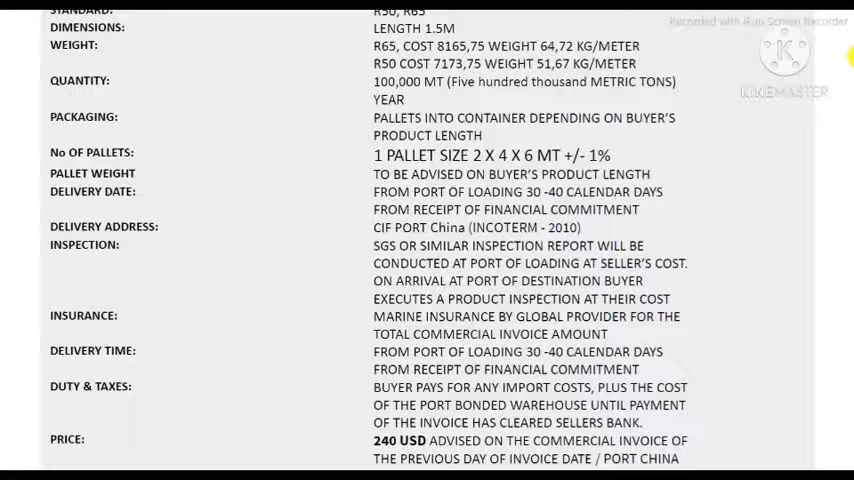 STANDARD: R50, R65
Recorded with iFun Screen Recorder
DIMENSIONS: LENGTH 1.5M
WEIGHT: R65, COST 8165,75 WEIGHT 64,72 KG/METER
R50 COST 7173,75 WEIGHT 51,67 KG/METER
KINEMASTER
QUANTITY: 100,000 MT (Five hundred thousand METRIC TONS)
YEAR
PACKAGING: PALLETS INTO CONTAINER DEPENDING ON BUYER'S
PRODUCT LENGTH
No OF PALLETS: 1 PALLET SIZE 2 X 4 X 6 MT +/- 1%
PALLET WEIGHT TO BE ADVISED ON BUYER'S PRODUCT LENGTH
DELIVERY DATE: FROM PORT OF LOADING 30 -40 CALENDAR DAYS
FROM RECEIPT OF FINANCIAL COMMITMENT
DELIVERY ADDRESS: CIF PORT China (INCOTERM - 2010)
INSPECTION: SGS OR SIMILAR INSPECTION REPORT WILL BE
CONDUCTED AT PORT OF LOADING AT SELLER'S COST.
ON ARRIVAL AT PORT OF DESTINATION BUYER
EXECUTES A PRODUCT INSPECTION AT THEIR COST
INSURANCE: MARINE INSURANCE BY GLOBAL PROVIDER FOR THE
TOTAL COMMERCIAL INVOICE AMOUNT
DELIVERY TIME: FROM PORT OF LOADING 30 -40 CALENDAR DAYS
FROM RECEIPT OF FINANCIAL COMMITMENT
DUTY & TAXES: BUYER PAYS FOR ANY IMPORT COSTS, PLUS THE COST
OF THE PORT BONDED WAREHOUSE UNTIL PAYMENT
OF THE INVOICE HAS CLEARED SELLERS BANK.
PRICE: 240 USD ADVISED ON THE COMMERCIAL INVOICE OF
THE PREVIOUS DAY OF INVOICE DATE / PORT CHINA